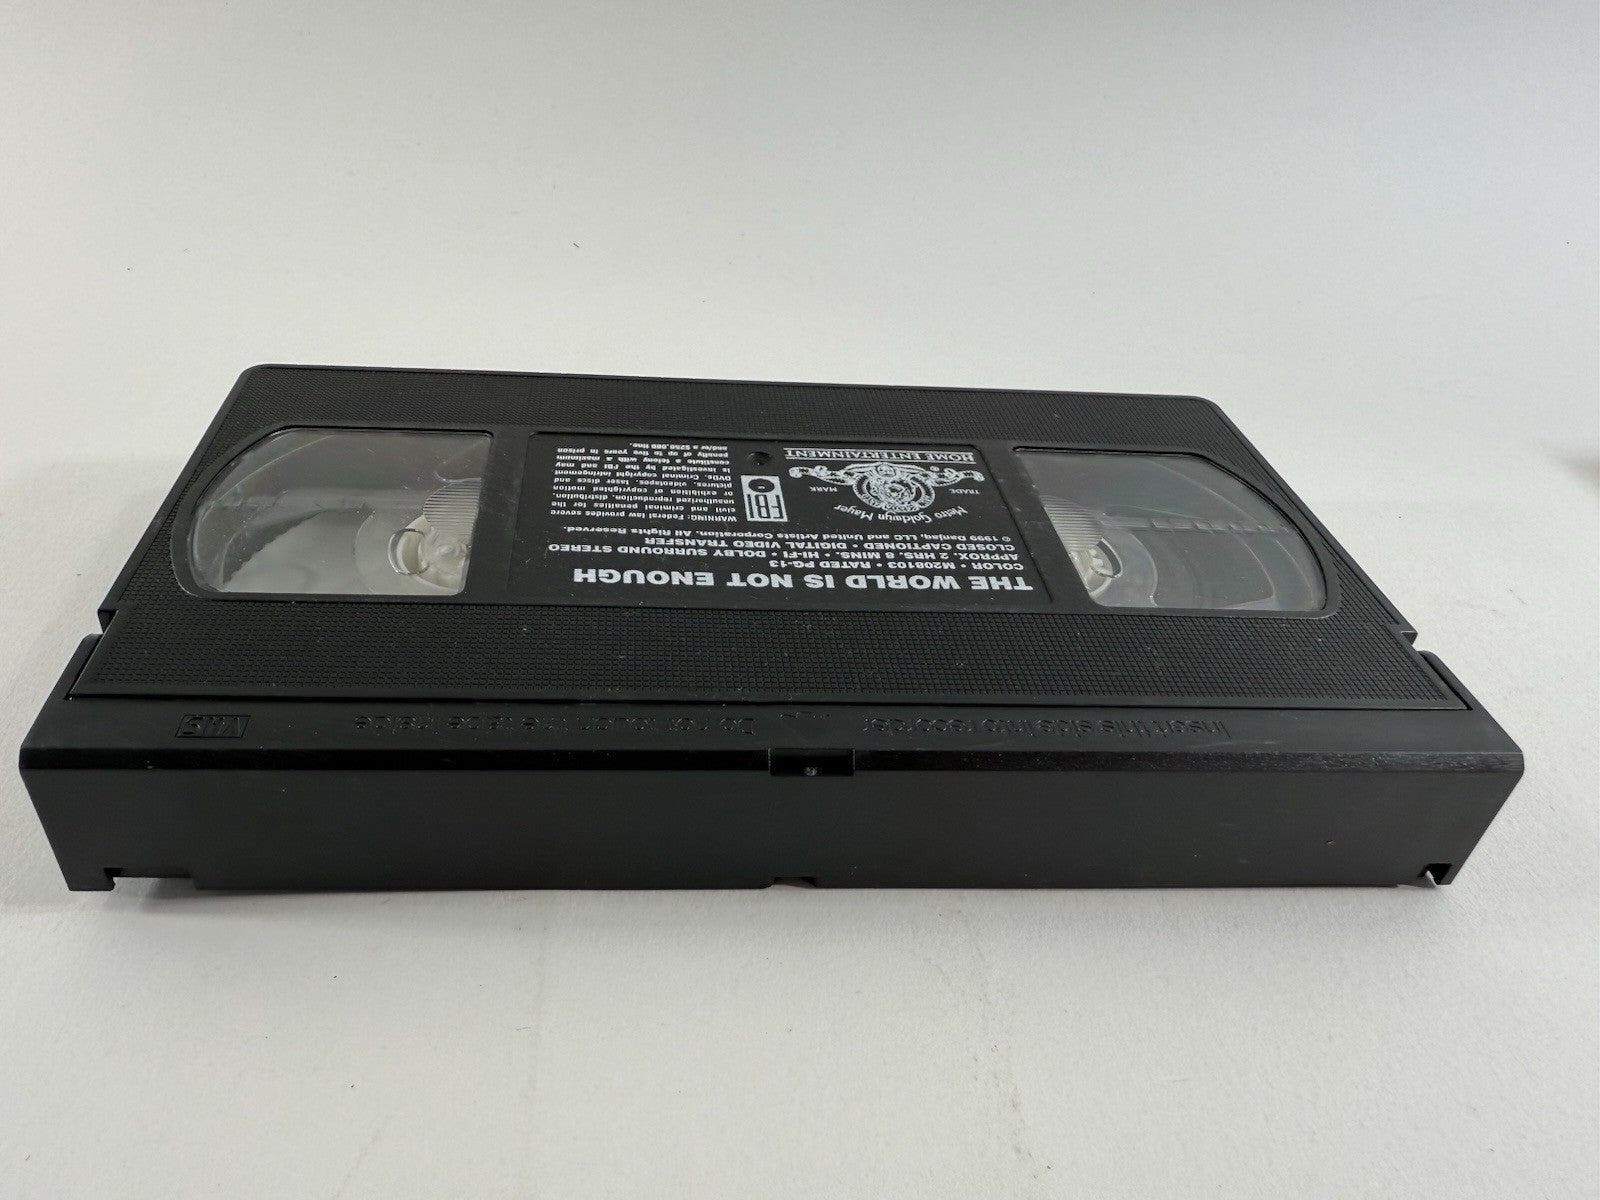 THE WORLD IS NOT ENOUGH
COLOR • M208103 • RATED PG-13
APPROX. 2 HRS. 8 MINS. • HI-FI • DOLBY SURROUND STEREO
CLOSED CAPTIONED • DIGITAL VIDEO TRANSFER
© 1999 Danjaq, LLC and United Artists Corporation. All Rights Reserved.
Metro Goldwyn Mayer
TRADE MARK
HOME ENTERTAINMENT
FBI
WARNING: Federal law provides severe
civil and criminal penalties for the
unauthorized reproduction, distribution,
or exhibition of copyrighted motion
pictures, videotapes, laser discs and
DVDs. Criminal copyright infringement
is investigated by the FBI and may
constitute a felony with a maximum
penalty of up to five years in prison
and/or a $250,000 fine.
Insert this side into recorder
Do not touch the tape inside
VHS